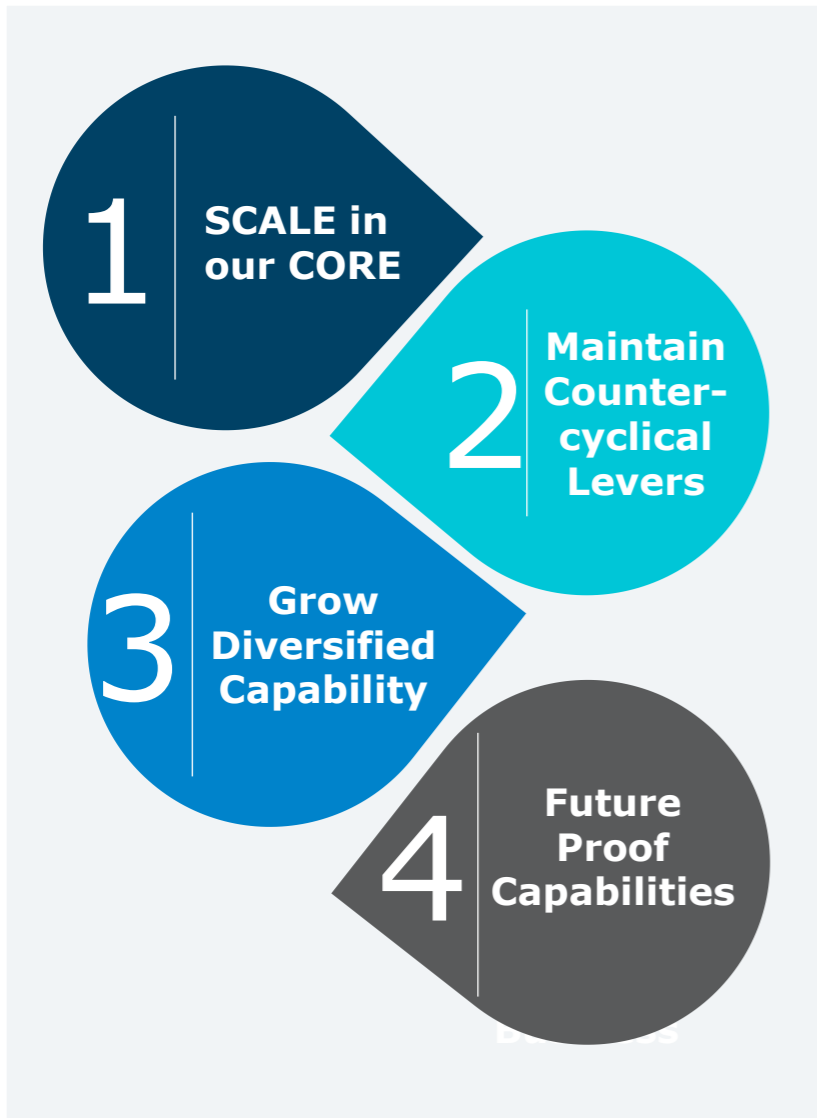 1
SCALE in
our CORE
2
Maintain
Counter-
cyclical
Levers
3
Grow
Diversified
Capability
4
Future
Proof
Capabilities